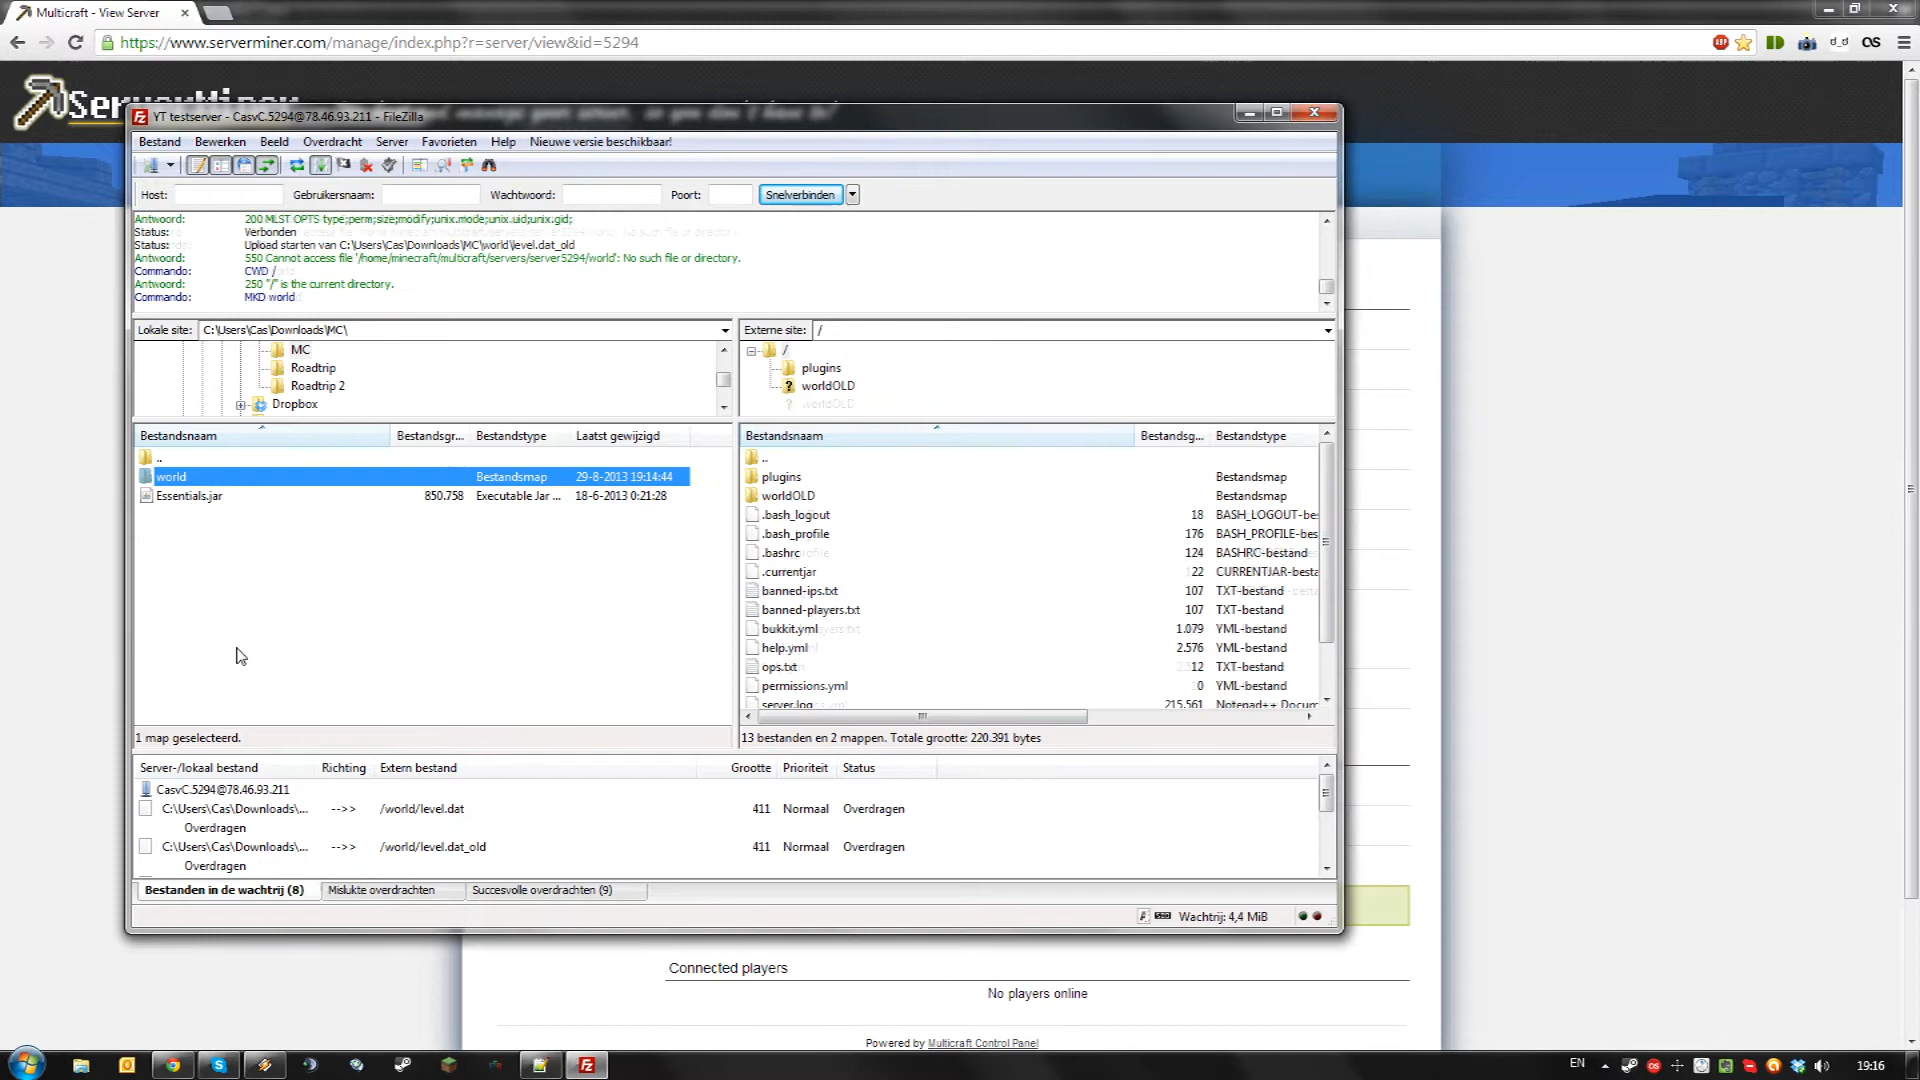 Multicraft - View Server
https://www.serverminer.com/manage/index.php?r=server/view&id=5294
ServerMiner
YT testserver - CasvC.5294@78.46.93.211 - FileZilla
Bestand Bewerken Beeld Overdracht Server Favorieten Help Nieuwe versie beschikbaar!
Host: Gebruikersnaam: Wachtwoord: Poort: Snelverbinden
Antwoord: 200 MLST OPTS type;perm;size;modify;unix.mode;unix.uid;unix.gid;
Status: Verbonden
Status: Upload starten van C:\Users\Cas\Downloads\MC\world\level.dat_old
Antwoord: 550 Cannot access file '/home/minecraft/multicraft/servers/server5294/world': No such file or directory.
Commando: CWD /
Antwoord: 250 "/" is the current directory.
Commando: MKD world
Lokale site: C:\Users\Cas\Downloads\MC\
Externe site: /
MC
Roadtrip
Roadtrip 2
Dropbox
/
plugins
worldOLD
Bestandsnaam Bestandsgr... Bestandstype Laatst gewijzigd
..
world Bestandsmap 29-8-2013 19:14:44
Essentials.jar 850.758 Executable Jar ... 18-6-2013 0:21:28
1 map geselecteerd.
Bestandsnaam Bestandsg... Bestandstype
..
plugins Bestandsmap
worldOLD Bestandsmap
.bash_logout 18 BASH_LOGOUT-bes
.bash_profile 176 BASH_PROFILE-bes
.bashrc 124 BASHRC-bestand
.currentjar 22 CURRENTJAR-besta
banned-ips.txt 107 TXT-bestand
banned-players.txt 107 TXT-bestand
bukkit.yml 1.079 YML-bestand
help.yml 2.576 YML-bestand
ops.txt 12 TXT-bestand
permissions.yml 0 YML-bestand
server.log 215.561 Notepad++ Docum
13 bestanden en 2 mappen. Totale grootte: 220.391 bytes
Server-/lokaal bestand Richting Extern bestand Grootte Prioriteit Status
CasvC.5294@78.46.93.211
C:\Users\Cas\Downloads\... -->> /world/level.dat 411 Normaal Overdragen
Overdragen
C:\Users\Cas\Downloads\... -->> /world/level.dat_old 411 Normaal Overdragen
Overdragen
Bestanden in de wachtrij (8) Mislukte overdrachten Succesvolle overdrachten (9)
Wachtrij: 4,4 MiB
Connected players
No players online
Powered by Multicraft Control Panel
EN 19:16